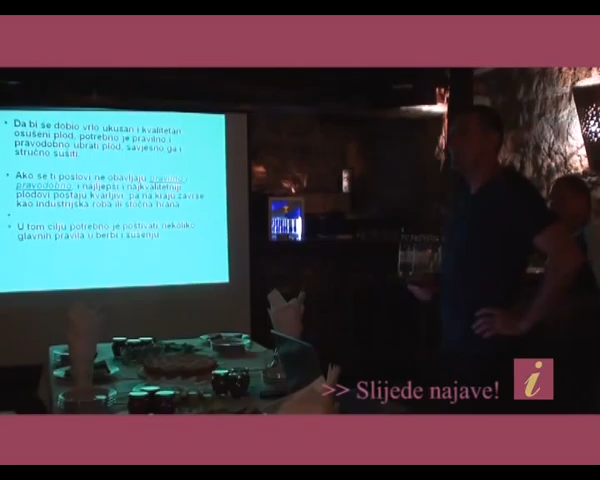 • Da bi se dobio vrlo ukusan i kvalitetan
osušeni plod, potrebno je pravilno i
pravodobno ubrati plod, savjesno ga i
stručno sušiti.
• Ako se ti poslovi ne obavljaju pravilno i
pravodobno, i najljepši i najkvalitetniji
plodovi postaju kvarljivi, pa na kraju završe
kao industrijska roba ili stočna hrana.
•
• U tom cilju potrebno je poštivati nekoliko
glavnih pravila u berbi i sušenju
>> Slijede najave!
i